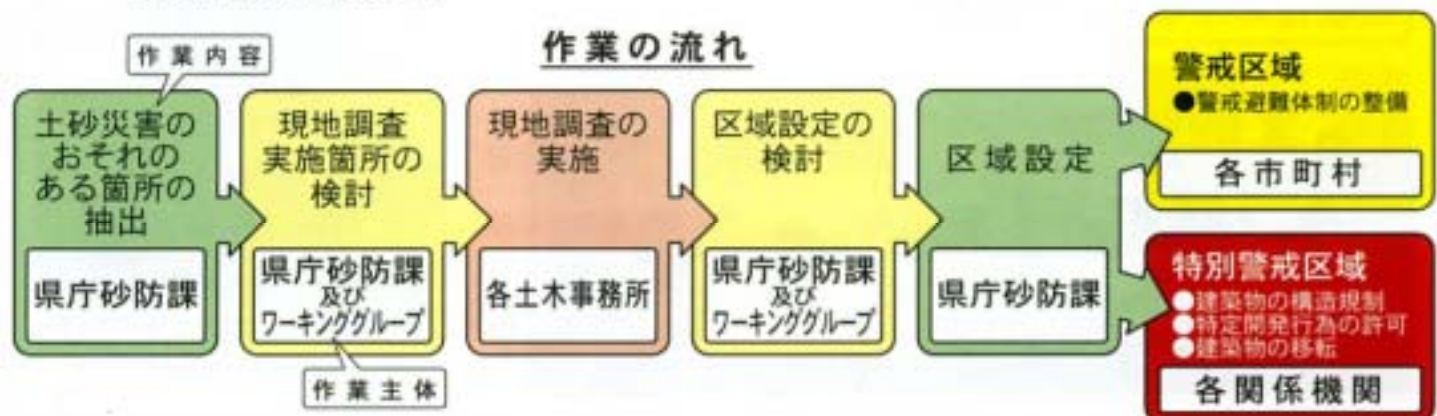 作業の流れ
作業内容
土砂災害の
おそれの
ある箇所の
抽出
県庁砂防課
現地調査
実施箇所の
検討
県庁砂防課
及び
ワーキンググループ
作業主体
現地調査の
実施
各土木事務所
区域設定の
検討
県庁砂防課
及び
ワーキンググループ
区域設定
県庁砂防課
警戒区域
●警戒避難体制の整備
各市町村
特別警戒区域
●建築物の構造規制
●特定開発行為の許可
●建築物の移転
各関係機関